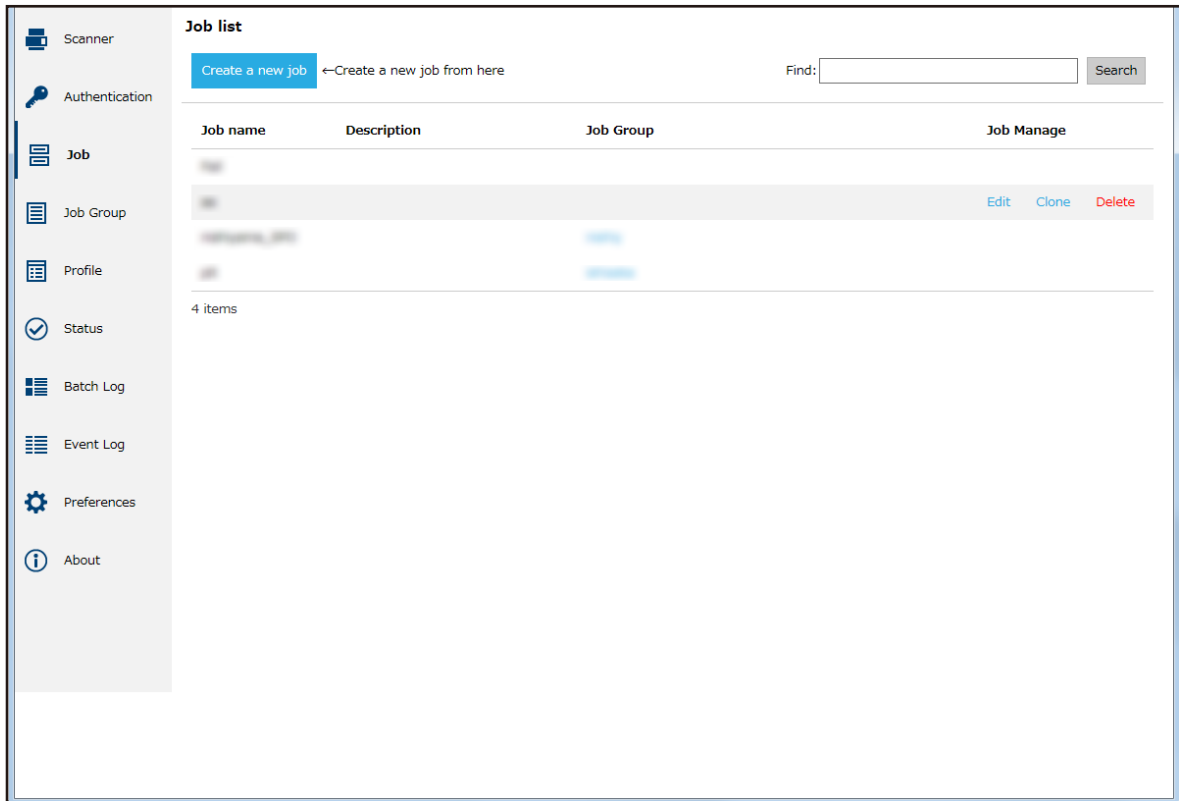 Scanner
Authentication
Job
Job Group
Profile
Status
Batch Log
Event Log
Preferences
About
Job list
Create a new job ←Create a new job from here Find: Search
Job name Description Job Group Job Manage
Edit Clone Delete
4 items